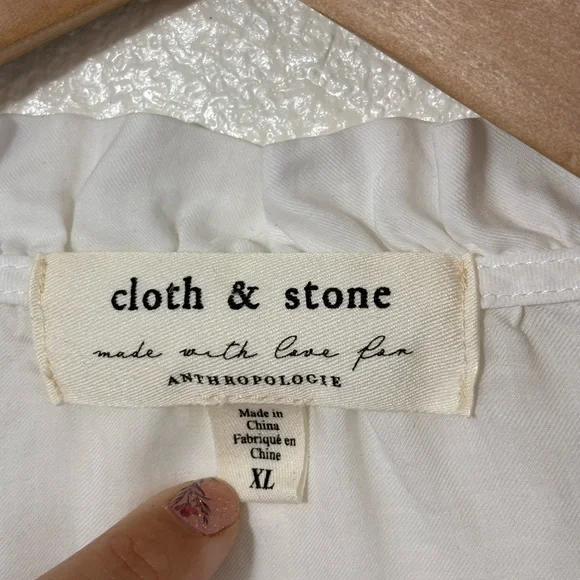 cloth & stone
made with love for
ANTHROPOLOGIE
Made in
China
Fabriqué en
Chine
XL